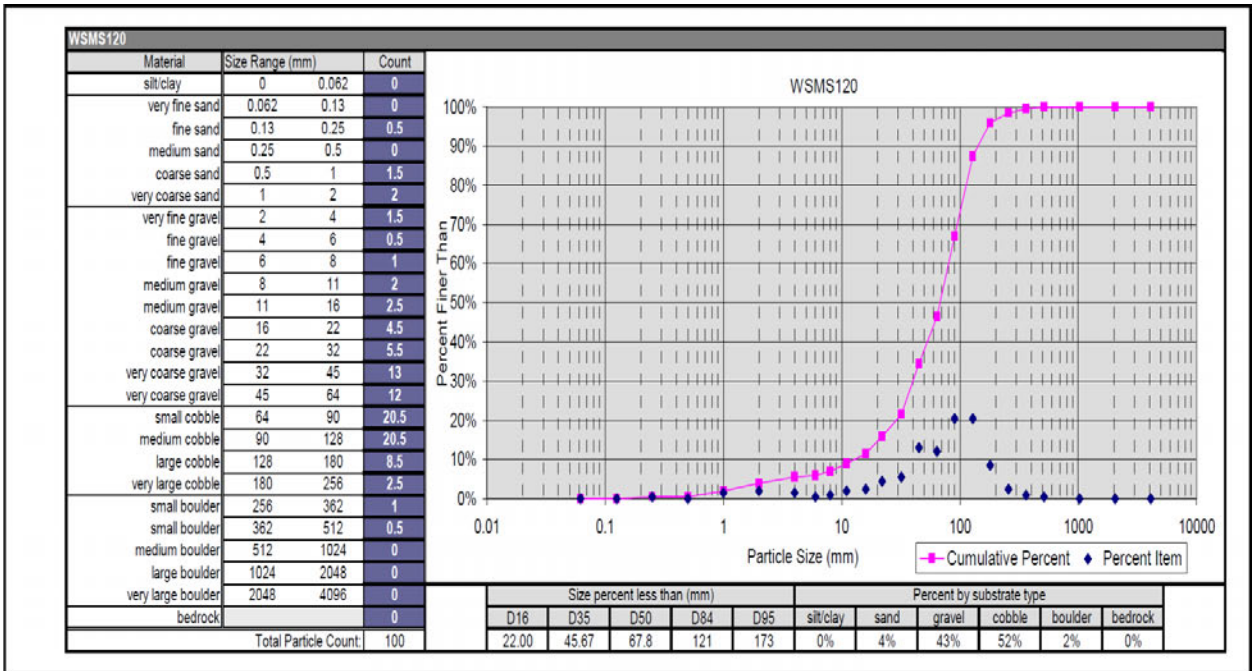 WSMS120
Material Size Range (mm) Count
silt/clay 0 0.062 0
very fine sand 0.062 0.13 0
fine sand 0.13 0.25 0.5
medium sand 0.25 0.5 0
coarse sand 0.5 1 1.5
very coarse sand 1 2 2
very fine gravel 2 4 1.5
fine gravel 4 6 0.5
fine gravel 6 8 1
medium gravel 8 11 2
medium gravel 11 16 2.5
coarse gravel 16 22 4.5
coarse gravel 22 32 5.5
very coarse gravel 32 45 13
very coarse gravel 45 64 12
small cobble 64 90 20.5
medium cobble 90 128 20.5
large cobble 128 180 8.5
very large cobble 180 256 2.5
small boulder 256 362 1
small boulder 362 512 0.5
medium boulder 512 1024 0
large boulder 1024 2048 0
very large boulder 2048 4096 0
bedrock 0
Total Particle Count: 100
WSMS120
Percent Finer Than
100%
90%
80%
70%
60%
50%
40%
30%
20%
10%
0%
0.01 0.1 1 10 100 1000 10000
Particle Size (mm)
Cumulative Percent Percent Item
Size percent less than (mm) Percent by substrate type
D16 D35 D50 D84 D95 silt/clay sand gravel cobble boulder bedrock
22.00 45.67 67.8 121 173 0% 4% 43% 52% 2% 0%